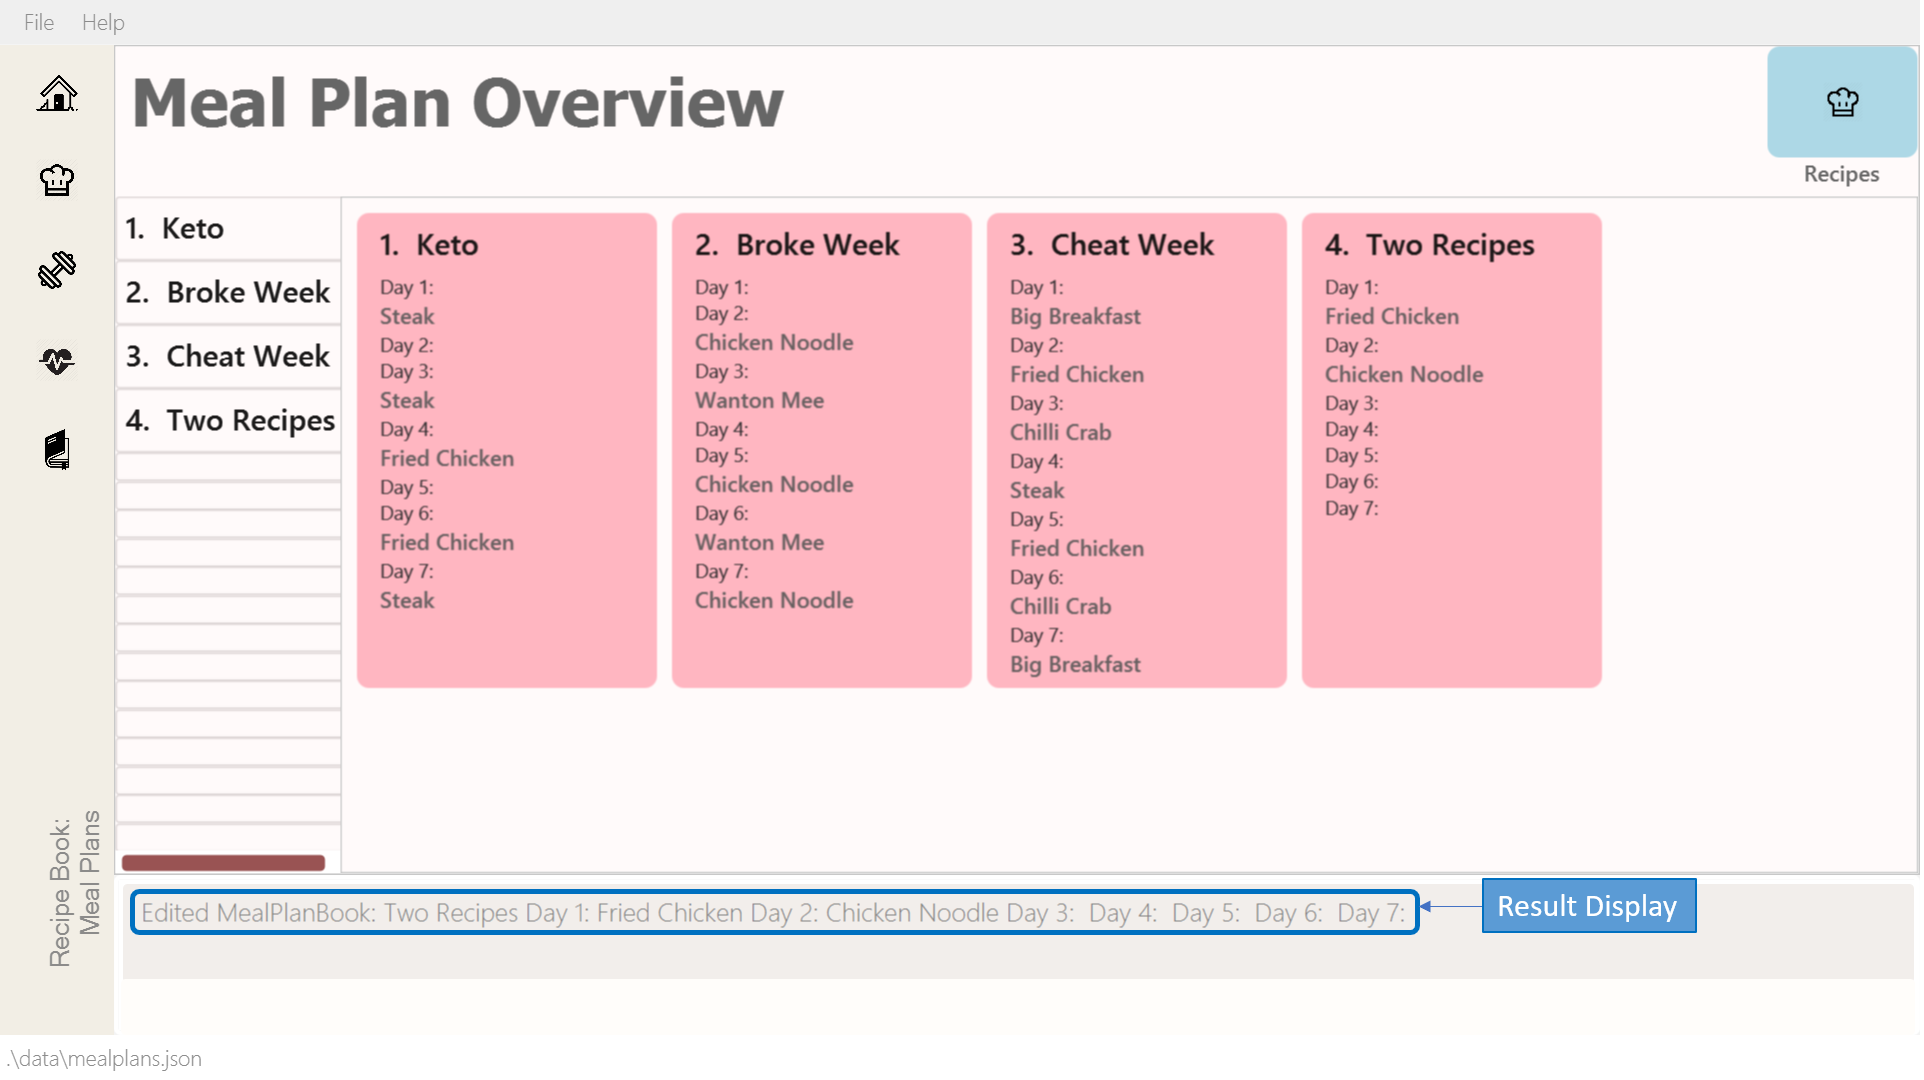 File Help
Meal Plan Overview
Recipes
1. Keto
2. Broke Week
3. Cheat Week
4. Two Recipes
1. Keto
Day 1:
Steak
Day 2:
Day 3:
Steak
Day 4:
Fried Chicken
Day 5:
Day 6:
Fried Chicken
Day 7:
Steak
2. Broke Week
Day 1:
Day 2:
Chicken Noodle
Day 3:
Wanton Mee
Day 4:
Day 5:
Chicken Noodle
Day 6:
Wanton Mee
Day 7:
Chicken Noodle
3. Cheat Week
Day 1:
Big Breakfast
Day 2:
Fried Chicken
Day 3:
Chilli Crab
Day 4:
Steak
Day 5:
Fried Chicken
Day 6:
Chilli Crab
Day 7:
Big Breakfast
4. Two Recipes
Day 1:
Fried Chicken
Day 2:
Chicken Noodle
Day 3:
Day 4:
Day 5:
Day 6:
Day 7:
Recipe Book:
Meal Plans
Edited MealPlanBook: Two Recipes Day 1: Fried Chicken Day 2: Chicken Noodle Day 3: Day 4: Day 5: Day 6: Day 7:
Result Display
.\data\mealplans.json